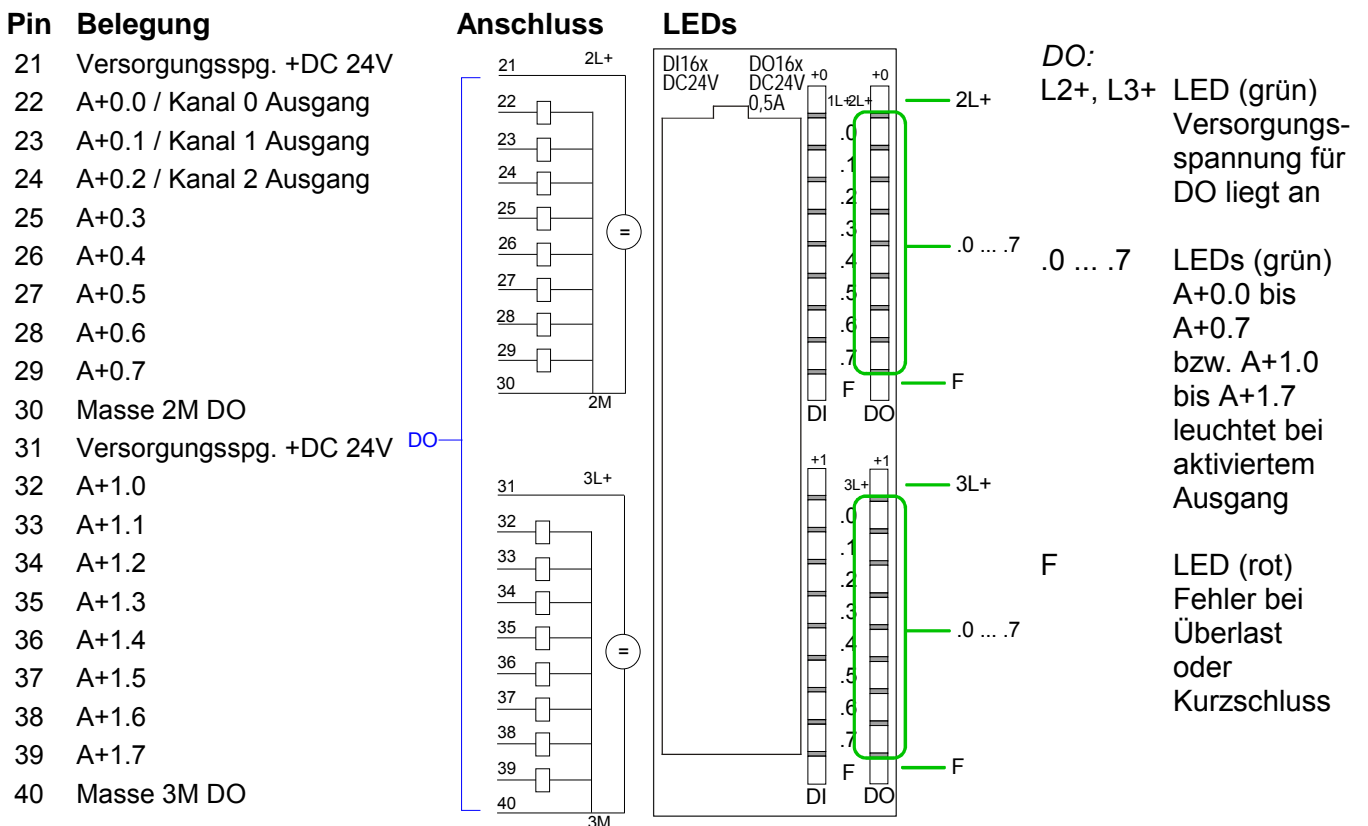 Pin Belegung Anschluss LEDs
21 Versorgungsspg. +DC 24V
22 A+0.0 / Kanal 0 Ausgang
23 A+0.1 / Kanal 1 Ausgang
24 A+0.2 / Kanal 2 Ausgang
25 A+0.3
26 A+0.4
27 A+0.5
28 A+0.6
29 A+0.7
30 Masse 2M DO
31 Versorgungsspg. +DC 24V
32 A+1.0
33 A+1.1
34 A+1.2
35 A+1.3
36 A+1.4
37 A+1.5
38 A+1.6
39 A+1.7
40 Masse 3M DO
DO
21 2L+
22
23
24
25
26
27
28
29
30
2M
=
31 3L+
32
33
34
35
36
37
38
39
40
3M
=
DI16x DO16x
DC24V DC24V
0,5A
+0 +0
1L+ 2L+
.0
.1
.2
.3
.4
.5
.6
.7
F
DI DO
+1 +1
3L+
.0
.1
.2
.3
.4
.5
.6
.7
F
DI DO
2L+
.0 ... .7
F
3L+
.0 ... .7
F
DO:
L2+, L3+ LED (grün)
Versorgungs-
spannung für
DO liegt an
.0 ... .7 LEDs (grün)
A+0.0 bis
A+0.7
bzw. A+1.0
bis A+1.7
leuchtet bei
aktiviertem
Ausgang
F LED (rot)
Fehler bei
Überlast
oder
Kurzschluss